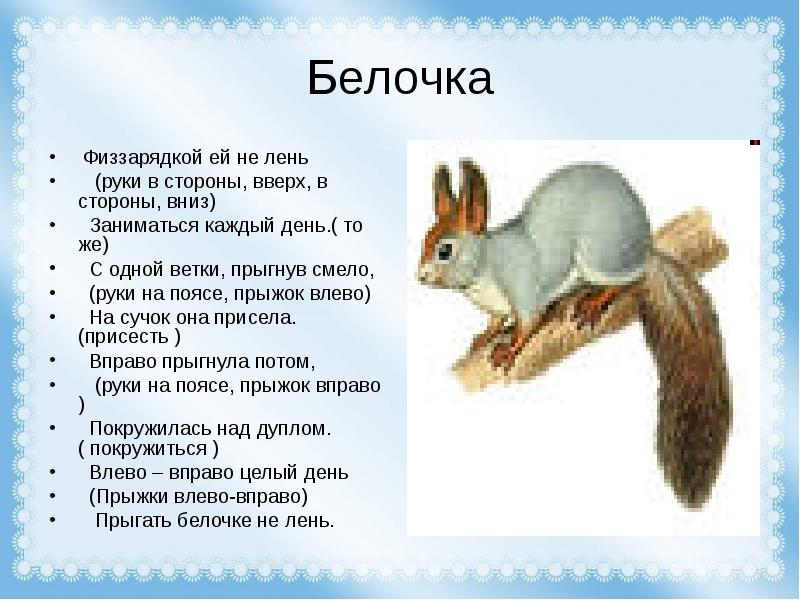 Белочка
• Физзарядкой ей не лень
• (руки в стороны, вверх, в
стороны, вниз)
• Заниматься каждый день.( то
же)
• С одной ветки, прыгнув смело,
• (руки на поясе, прыжок влево)
• На сучок она присела.
(присесть )
• Вправо прыгнула потом,
• (руки на поясе, прыжок вправо
)
• Покружилась над дуплом.
( покружиться )
• Влево – вправо целый день
• (Прыжки влево-вправо)
• Прыгать белочке не лень.